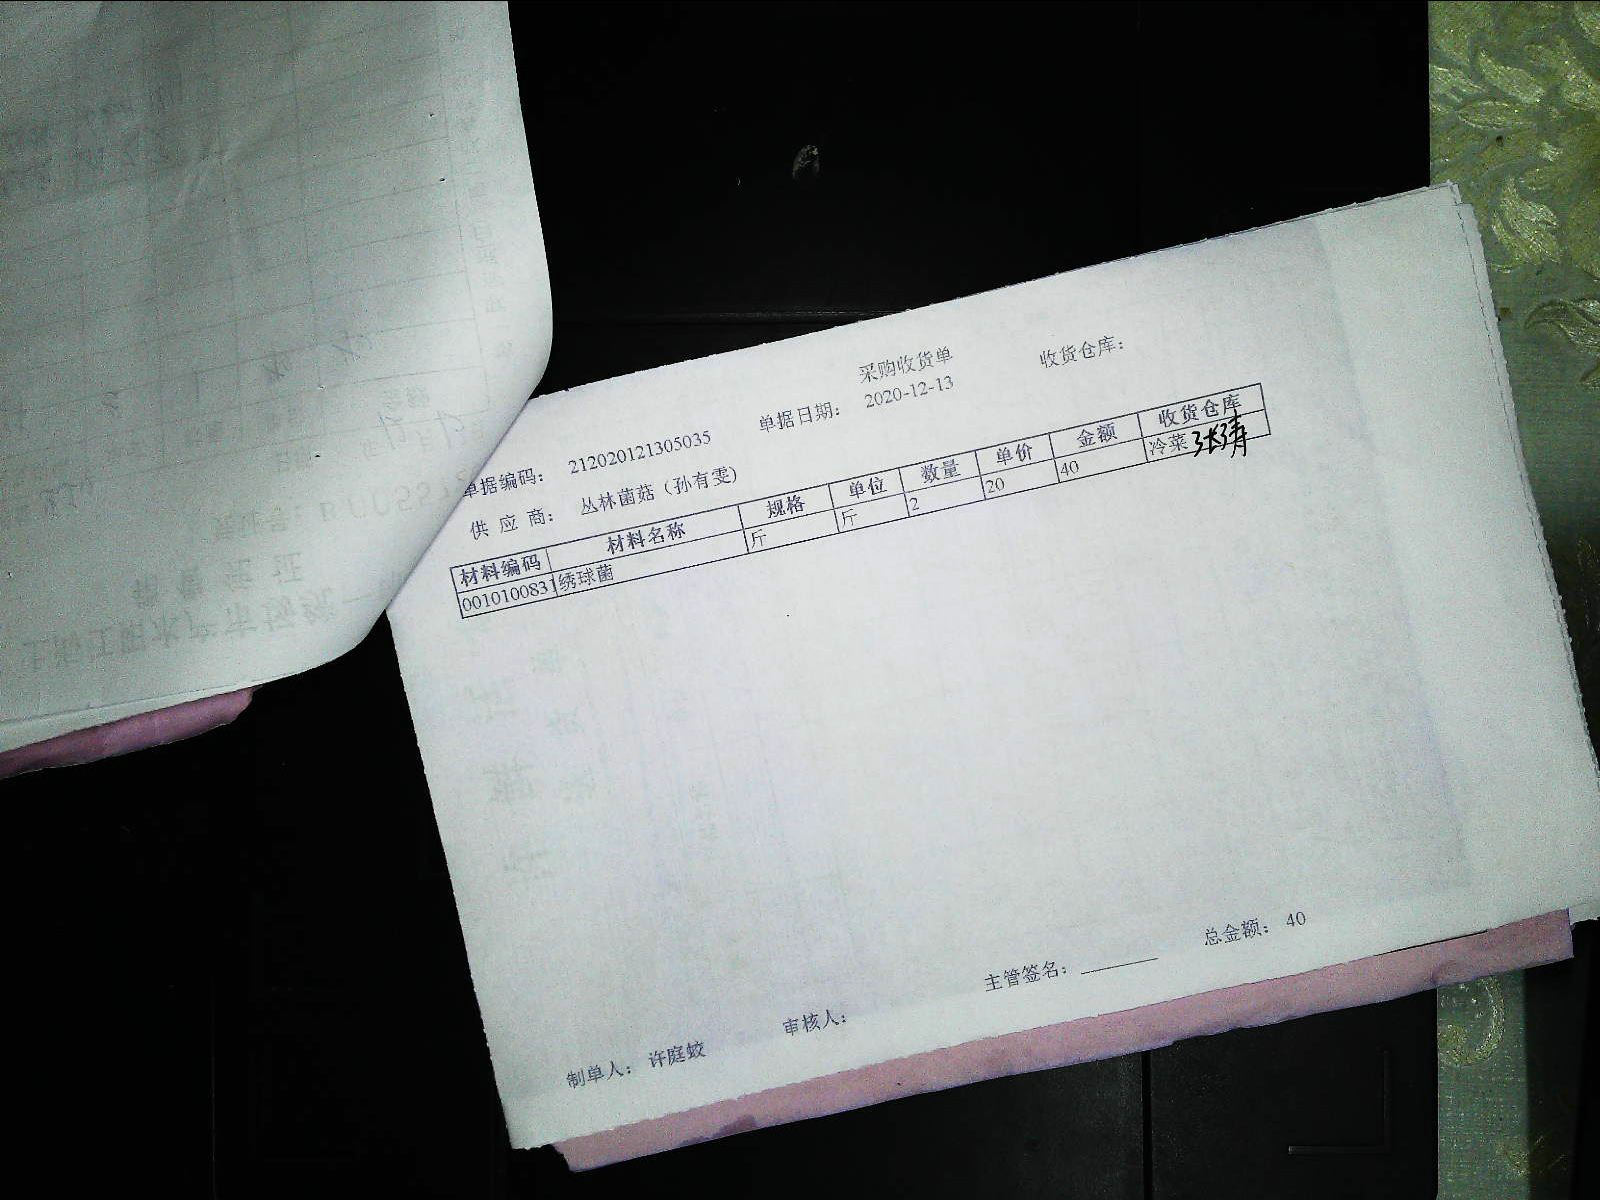 采购收货单
收货仓库：
单据编码： 212020121305035 单据日期： 2020-12-13
供 应 商： 丛林菌菇（孙有雯）
材料编码 材料名称 规格 单位 数量 单价 金额 收货仓库
001010083 绣球菌 斤 斤 2 20 40 冷菜 张涛
总金额： 40
制单人： 许庭蛟 审核人： 主管签名：